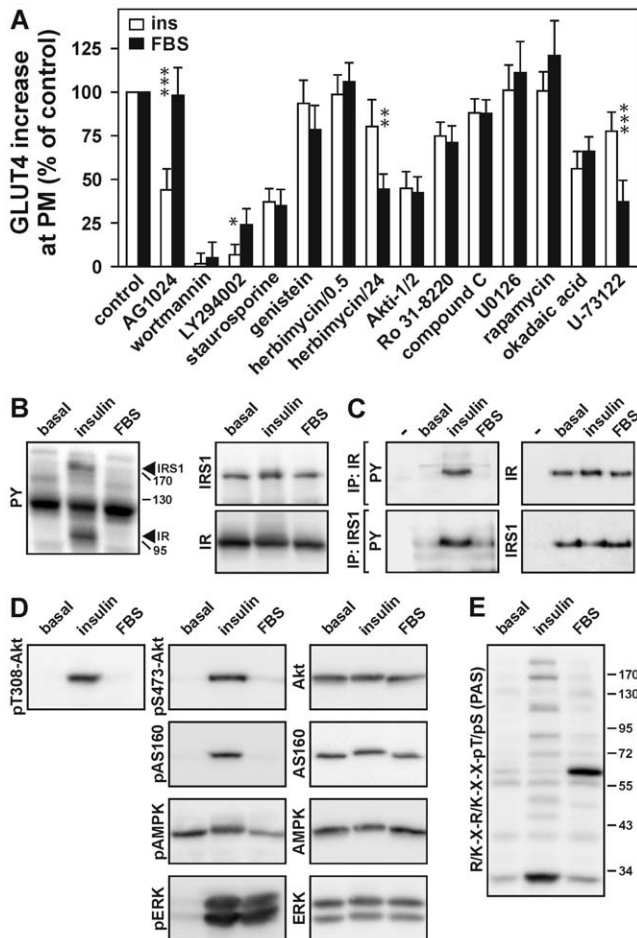 A
ins
FBS
GLUT4 increase
at PM (% of control)
125
100
75
50
25
0
***
*
**
***
control
AG1024
wortmannin
LY294002
staurosporine
genistein
herbimycin/0.5
herbimycin/24
Akti-1/2
Ro 31-8220
compound C
U0126
rapamycin
okadaic acid
U-73122
B
basal
insulin
FBS
PY
IRS1
170
130
IR
95
basal
insulin
FBS
IRS1
IR
C
-
basal
insulin
FBS
IP: IR
PY
IP: IRS1
PY
-
basal
insulin
FBS
IR
IRS1
D
basal
insulin
FBS
pT308-Akt
basal
insulin
FBS
pS473-Akt
pAS160
pAMPK
pERK
basal
insulin
FBS
Akt
AS160
AMPK
ERK
E
basal
insulin
FBS
R/K-X-R/K-X-X-pT/pS (PAS)
170
130
95
72
55
43
34